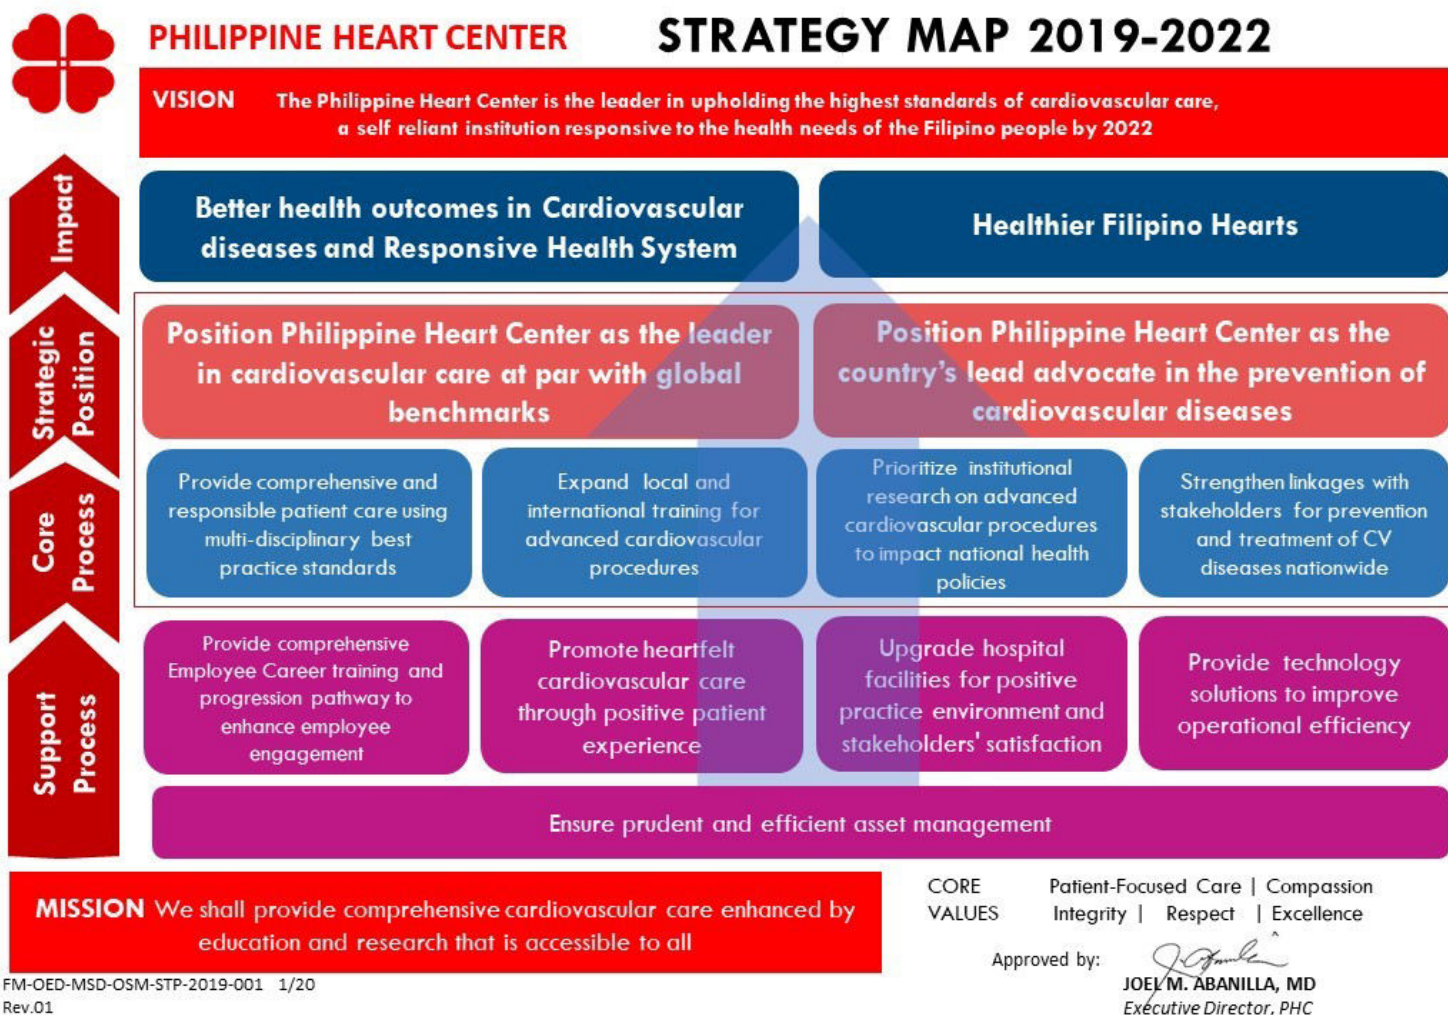 PHILIPPINE HEART CENTER
STRATEGY MAP 2019-2022
VISION
The Philippine Heart Center is the leader in upholding the highest standards of cardiovascular care,
a self reliant institution responsive to the health needs of the Filipino people by 2022
Impact
Better health outcomes in Cardiovascular
diseases and Responsive Health System
Healthier Filipino Hearts
Strategic
Position
Position Philippine Heart Center as the leader
in cardiovascular care at par with global
benchmarks
Position Philippine Heart Center as the
country's lead advocate in the prevention of
cardiovascular diseases
Core
Process
Provide comprehensive and
responsible patient care using
multi-disciplinary best
practice standards
Expand local and
international training for
advanced cardiovascular
procedures
Prioritize institutional
research on advanced
cardiovascular procedures
to impact national health
policies
Strengthen linkages with
stakeholders for prevention
and treatment of CV
diseases nationwide
Support
Process
Provide comprehensive
Employee Career training and
progression pathway to
enhance employee
engagement
Promote heartfelt
cardiovascular care
through positive patient
experience
Upgrade hospital
facilities for positive
practice environment and
stakeholders' satisfaction
Provide technology
solutions to improve
operational efficiency
Ensure prudent and efficient asset management
MISSION We shall provide comprehensive cardiovascular care enhanced by
education and research that is accessible to all
CORE
VALUES
Patient-Focused Care | Compassion
Integrity | Respect | Excellence
Approved by:
JOEL M. ABANILLA, MD
Executive Director, PHC
FM-OED-MSD-OSM-STP-2019-001 1/20
Rev.01